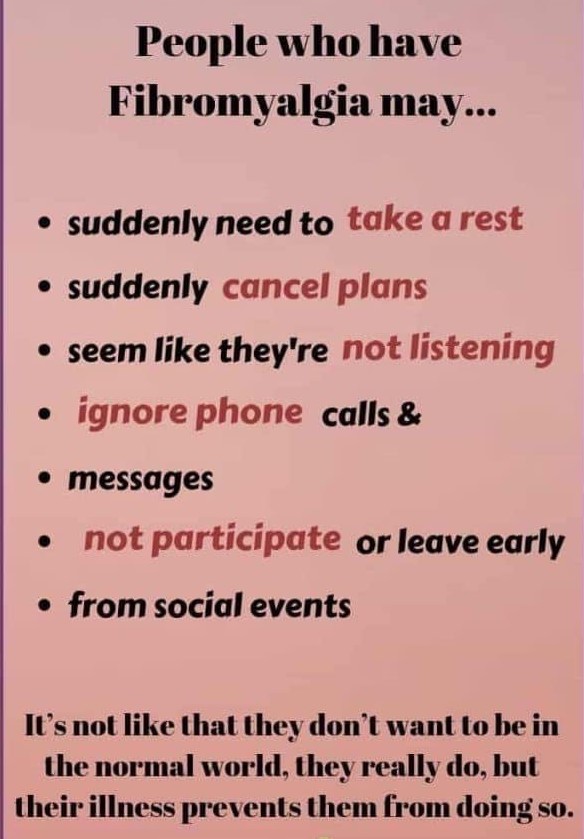 People who have
Fibromyalgia may...
• suddenly need to take a rest
• suddenly cancel plans
• seem like they're not listening
• ignore phone calls &
• messages
• not participate or leave early
• from social events
It's not like that they don't want to be in
the normal world, they really do, but
their illness prevents them from doing so.